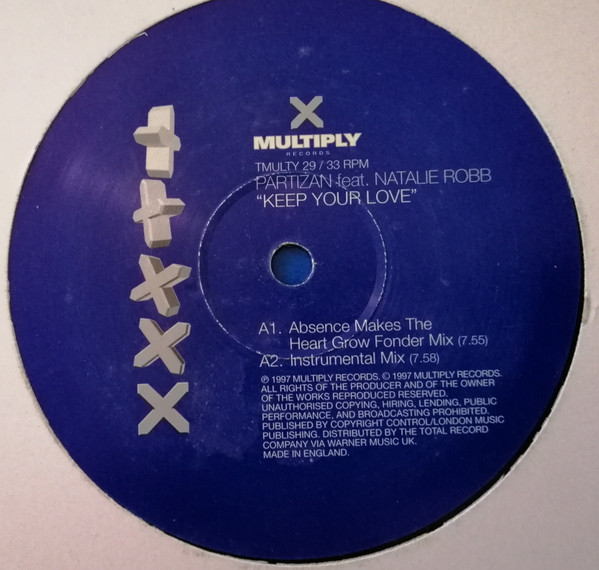 MULTIPLY
RECORDS
TMULTY 29 / 33 RPM
PARTIZAN feat. NATALIE ROBB
"KEEP YOUR LOVE"
A1. Absence Makes The
Heart Grow Fonder Mix (7.55)
A2. Instrumental Mix (7.58)
℗ 1997 MULTIPLY RECORDS. © 1997 MULTIPLY RECORDS.
ALL RIGHTS OF THE PRODUCER AND OF THE OWNER
OF THE WORKS REPRODUCED RESERVED.
UNAUTHORISED COPYING, HIRING, LENDING, PUBLIC
PERFORMANCE, AND BROADCASTING PROHIBITED.
PUBLISHED BY COPYRIGHT CONTROL/LONDON MUSIC
PUBLISHING. DISTRIBUTED BY THE TOTAL RECORD
COMPANY VIA WARNER MUSIC UK.
MADE IN ENGLAND.